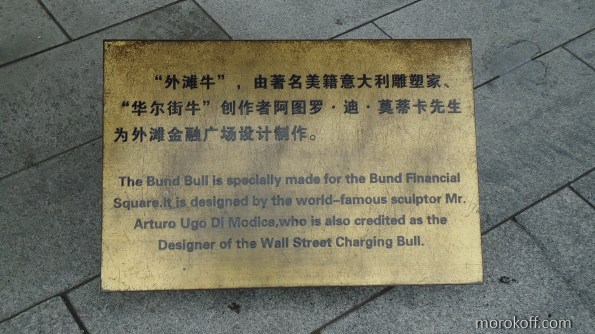 “外滩牛”，由著名美籍意大利雕塑家、
“华尔街牛”创作者阿图罗·迪·莫蒂卡先生
为外滩金融广场设计制作。
The Bund Bull is specially made for the Bund Financial
Square.It is designed by the world-famous sculptor Mr.
Arturo Ugo Di Modica,who is also credited as the
Designer of the Wall Street Charging Bull.
morokoff.com